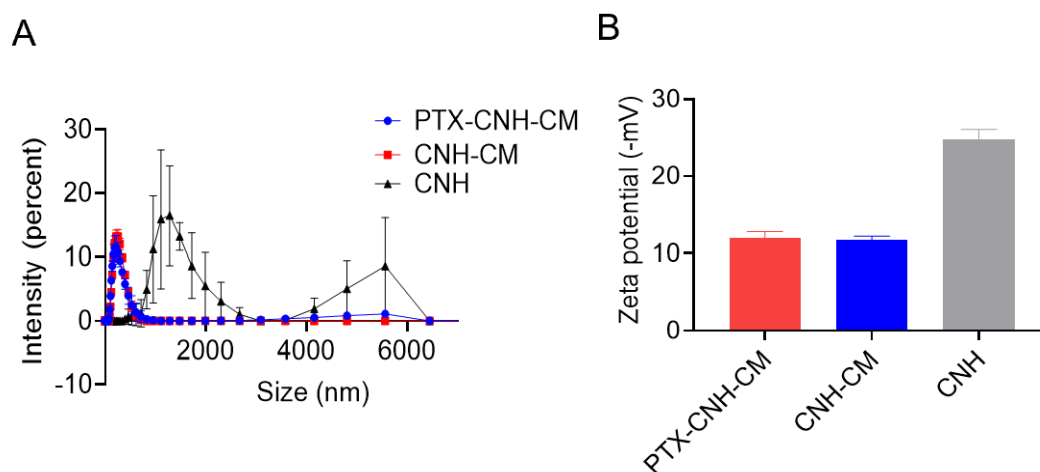 A
Intensity (percent)
30
20
10
0
-10
2000
4000
6000
Size (nm)
PTX-CNH-CM
CNH-CM
CNH
B
Zeta potential (-mV)
30
20
10
0
PTX-CNH-CM
CNH-CM
CNH